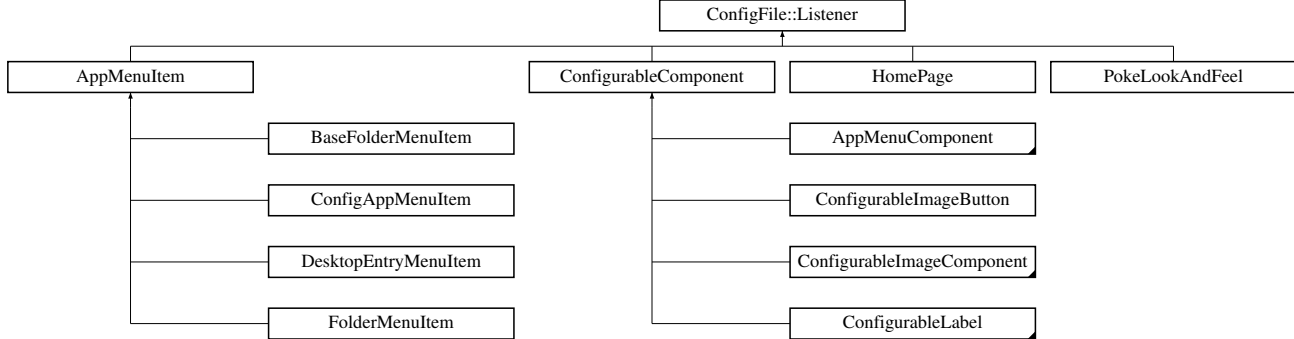 ConfigFile::Listener
AppMenuItem
ConfigurableComponent
HomePage
PokeLookAndFeel
BaseFolderMenuItem
AppMenuComponent
ConfigAppMenuItem
ConfigurableImageButton
DesktopEntryMenuItem
ConfigurableImageComponent
FolderMenuItem
ConfigurableLabel